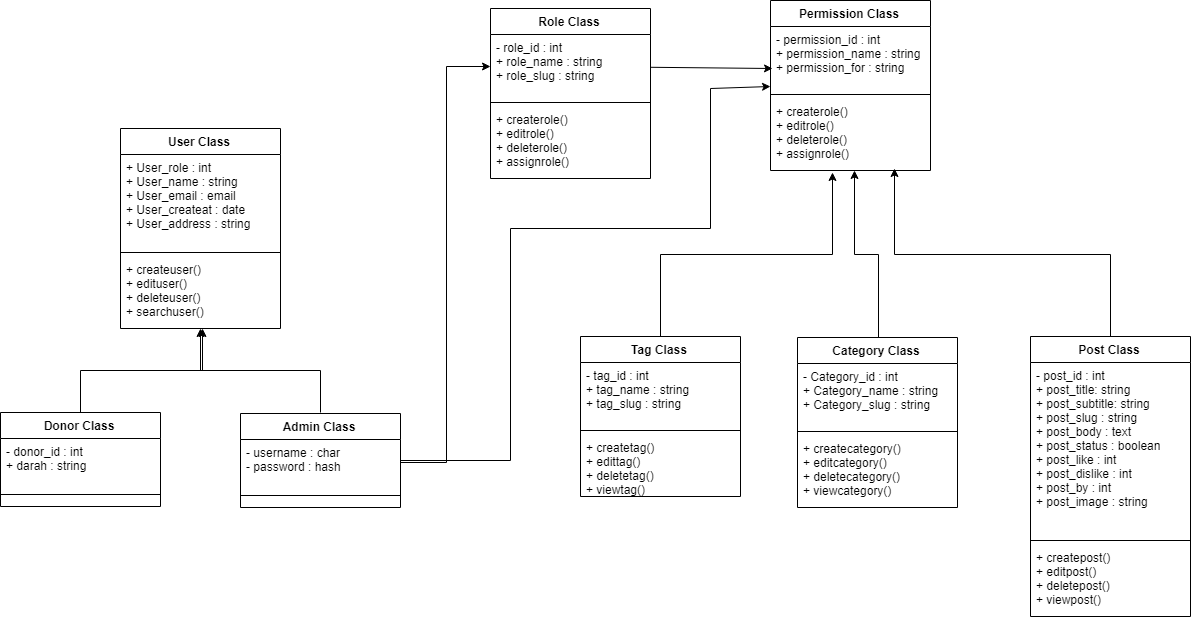 Role Class
- role_id : int
+ role_name : string
+ role_slug : string
+ createrole()
+ editrole()
+ deleterole()
+ assignrole()
Permission Class
- permission_id : int
+ permission_name : string
+ permission_for : string
+ createrole()
+ editrole()
+ deleterole()
+ assignrole()
User Class
+ User_role : int
+ User_name : string
+ User_email : email
+ User_createat : date
+ User_address : string
+ createuser()
+ edituser()
+ deleteuser()
+ searchuser()
Donor Class
- donor_id : int
+ darah : string
Admin Class
- username : char
- password : hash
Tag Class
- tag_id : int
+ tag_name : string
+ tag_slug : string
+ createtag()
+ edittag()
+ deletetag()
+ viewtag()
Category Class
- Category_id : int
+ Category_name : string
+ Category_slug : string
+ createcategory()
+ editcategory()
+ deletecategory()
+ viewcategory()
Post Class
- post_id : int
+ post_title: string
+ post_subtitle: string
+ post_slug : string
+ post_body : text
+ post_status : boolean
+ post_like : int
+ post_dislike : int
+ post_by : int
+ post_image : string
+ createpost()
+ editpost()
+ deletepost()
+ viewpost()